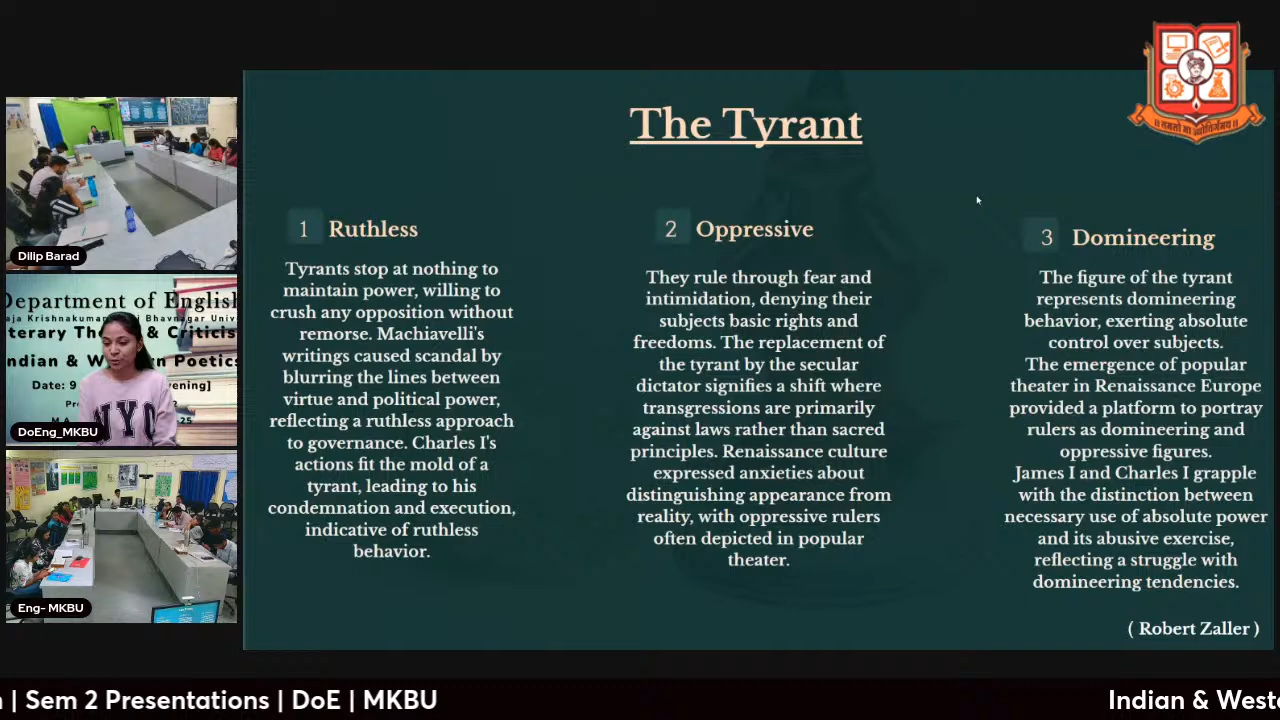 The Tyrant
1 Ruthless
Tyrants stop at nothing to
maintain power, willing to
crush any opposition without
remorse. Machiavelli's
writings caused scandal by
blurring the lines between
virtue and political power,
reflecting a ruthless approach
to governance. Charles I's
actions fit the mold of a
tyrant, leading to his
condemnation and execution,
indicative of ruthless
behavior.
2 Oppressive
They rule through fear and
intimidation, denying their
subjects basic rights and
freedoms. The replacement of
the tyrant by the secular
dictator signifies a shift where
transgressions are primarily
against laws rather than sacred
principles. Renaissance culture
expressed anxieties about
distinguishing appearance from
reality, with oppressive rulers
often depicted in popular
theater.
3 Domineering
The figure of the tyrant
represents domineering
behavior, exerting absolute
control over subjects.
The emergence of popular
theater in Renaissance Europe
provided a platform to portray
rulers as domineering and
oppressive figures.
James I and Charles I grapple
with the distinction between
necessary use of absolute power
and its abusive exercise,
reflecting a struggle with
domineering tendencies.
( Robert Zaller )
॥ तमसो मा ज्योतिर्गमय ॥
Dilip Barad
Department of English
Krishnakum Bhavnagar
& Criticis
Indian & W n Poetics
Date: 9
DoEng_MKBU
Eng- MKBU
| Sem 2 Presentations | DoE | MKBU
Indian &